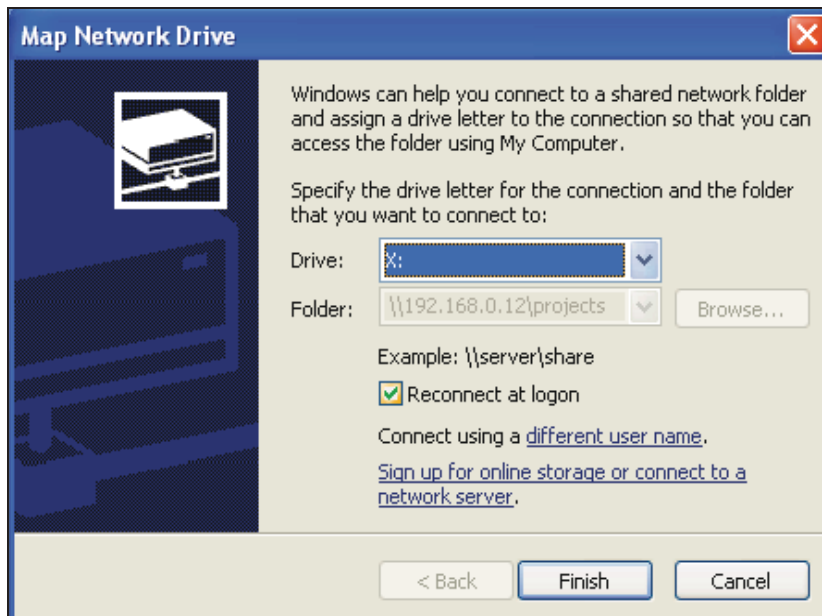 Map Network Drive
Windows can help you connect to a shared network folder
and assign a drive letter to the connection so that you can
access the folder using My Computer.
Specify the drive letter for the connection and the folder
that you want to connect to:
Drive: X:
Folder: \\192.168.0.12\projects Browse...
Example: \\server\share
Reconnect at logon
Connect using a different user name.
Sign up for online storage or connect to a
network server.
< Back Finish Cancel